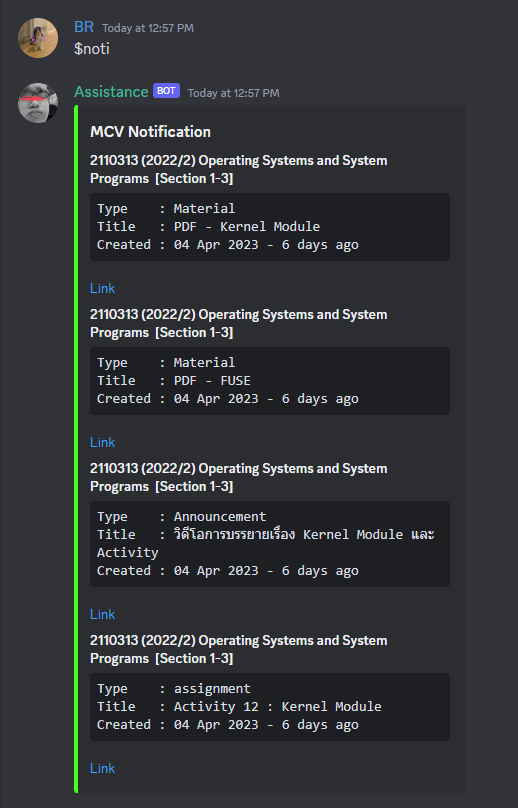 BR Today at 12:57 PM
$noti
Assistance BOT Today at 12:57 PM
MCV Notification
2110313 (2022/2) Operating Systems and System
Programs [Section 1-3]
Type    : Material
Title   : PDF - Kernel Module
Created : 04 Apr 2023 - 6 days ago
Link
2110313 (2022/2) Operating Systems and System
Programs [Section 1-3]
Type    : Material
Title   : PDF - FUSE
Created : 04 Apr 2023 - 6 days ago
Link
2110313 (2022/2) Operating Systems and System
Programs [Section 1-3]
Type    : Announcement
Title   : วิดีโอการบรรยายเรื่อง Kernel Module และ
Activity
Created : 04 Apr 2023 - 6 days ago
Link
2110313 (2022/2) Operating Systems and System
Programs [Section 1-3]
Type    : assignment
Title   : Activity 12 : Kernel Module
Created : 04 Apr 2023 - 6 days ago
Link